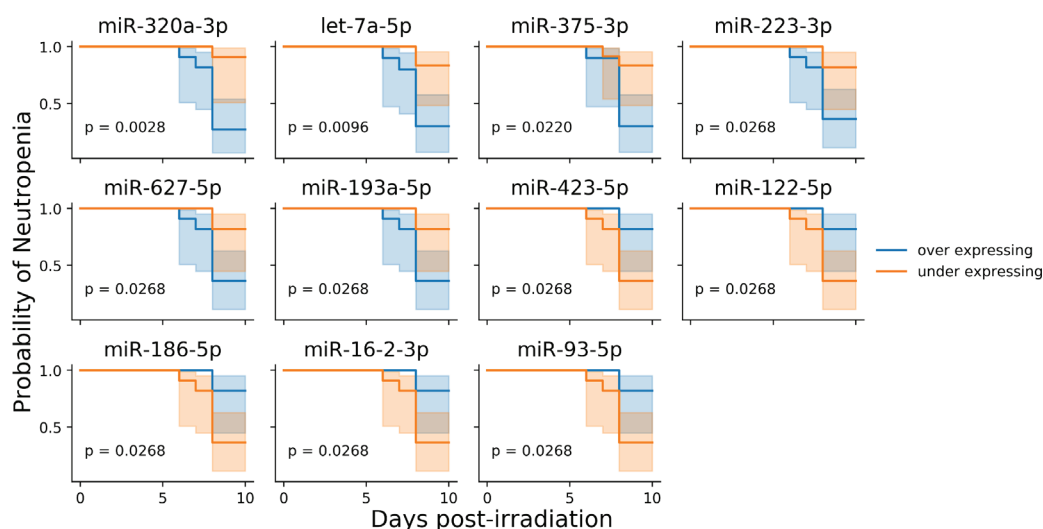 miR-320a-3p let-7a-5p miR-375-3p miR-223-3p
1.0
0.5
p = 0.0028 p = 0.0096 p = 0.0220 p = 0.0268
miR-627-5p miR-193a-5p miR-423-5p miR-122-5p
1.0
0.5
p = 0.0268 p = 0.0268 p = 0.0268 p = 0.0268
over expressing
under expressing
Probability of Neutropenia
miR-186-5p miR-16-2-3p miR-93-5p
1.0
0.5
p = 0.0268 p = 0.0268 p = 0.0268
0 5 10 0 5 10 0 5 10
Days post-irradiation